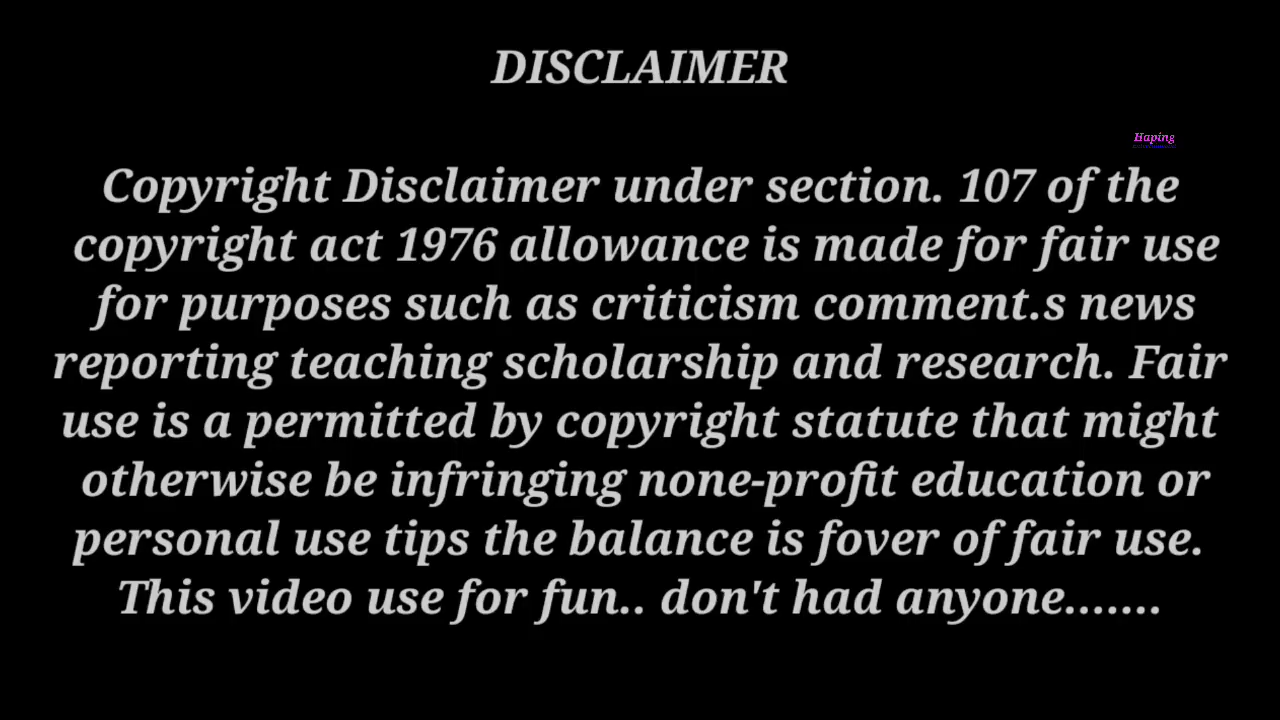 DISCLAIMER
Haping
Copyright Disclaimer under section. 107 of the
copyright act 1976 allowance is made for fair use
for purposes such as criticism comment.s news
reporting teaching scholarship and research. Fair
use is a permitted by copyright statute that might
otherwise be infringing none-profit education or
personal use tips the balance is fover of fair use.
This video use for fun.. don't had anyone.......